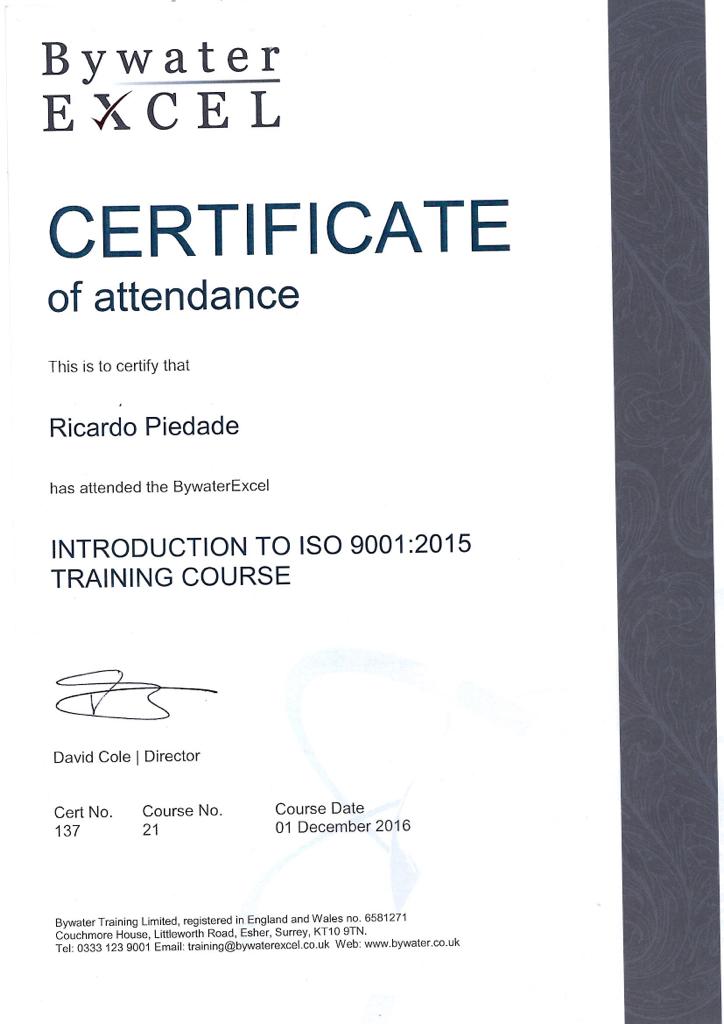 Bywater
EXCEL
CERTIFICATE
of attendance
This is to certify that
Ricardo Piedade
has attended the BywaterExcel
INTRODUCTION TO ISO 9001:2015
TRAINING COURSE
David Cole | Director
Cert No. Course No. Course Date
137 21 01 December 2016
Bywater Training Limited, registered in England and Wales no. 6581271
Couchmore House, Littleworth Road, Esher, Surrey, KT10 9TN.
Tel: 0333 123 9001 Email: training@bywaterexcel.co.uk Web: www.bywater.co.uk